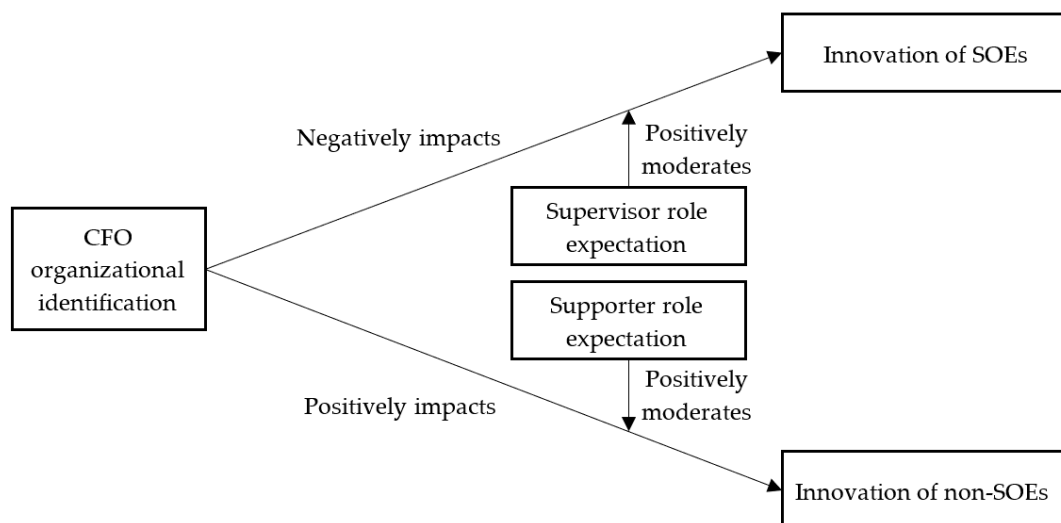 Innovation of SOEs
Negatively impacts
Positively
moderates
Supervisor role
expectation
CFO
organizational
identification
Supporter role
expectation
Positively impacts
Positively
moderates
Innovation of non-SOEs